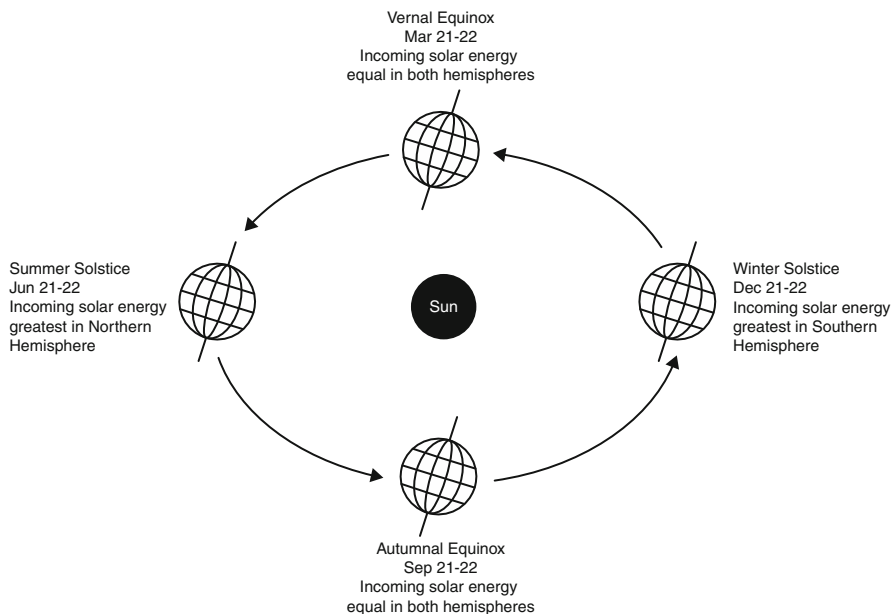 Vernal Equinox
Mar 21-22
Incoming solar energy
equal in both hemispheres
Summer Solstice
Jun 21-22
Incoming solar energy
greatest in Northern
Hemisphere
Sun
Winter Solstice
Dec 21-22
Incoming solar energy
greatest in Southern
Hemisphere
Autumnal Equinox
Sep 21-22
Incoming solar energy
equal in both hemispheres